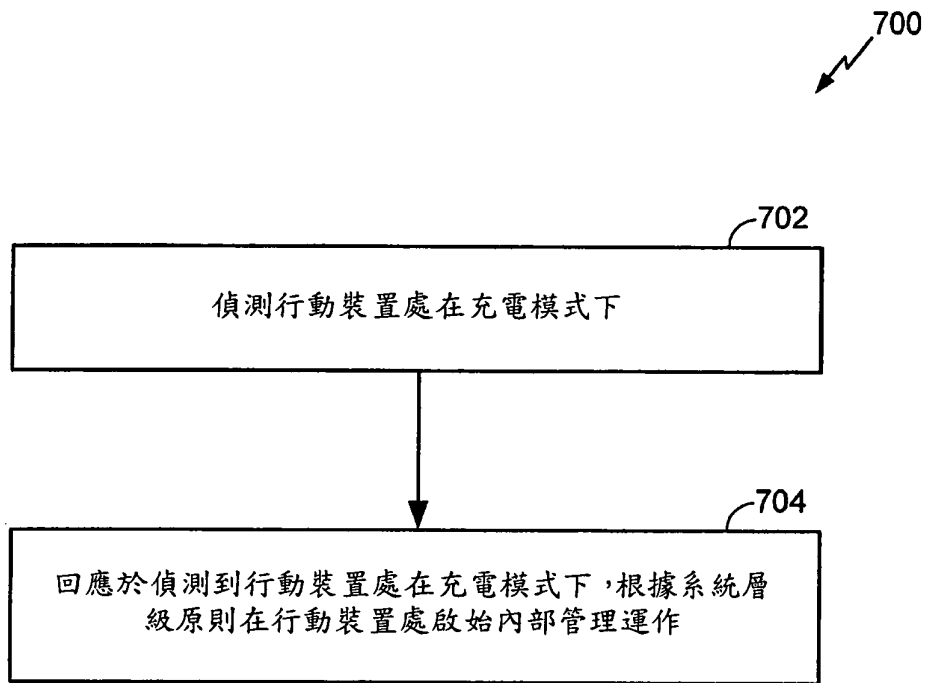 700
702
偵測行動裝置處在充電模式下
704
回應於偵測到行動裝置處在充電模式下，根據系統層
級原則在行動裝置處啟始內部管理運作